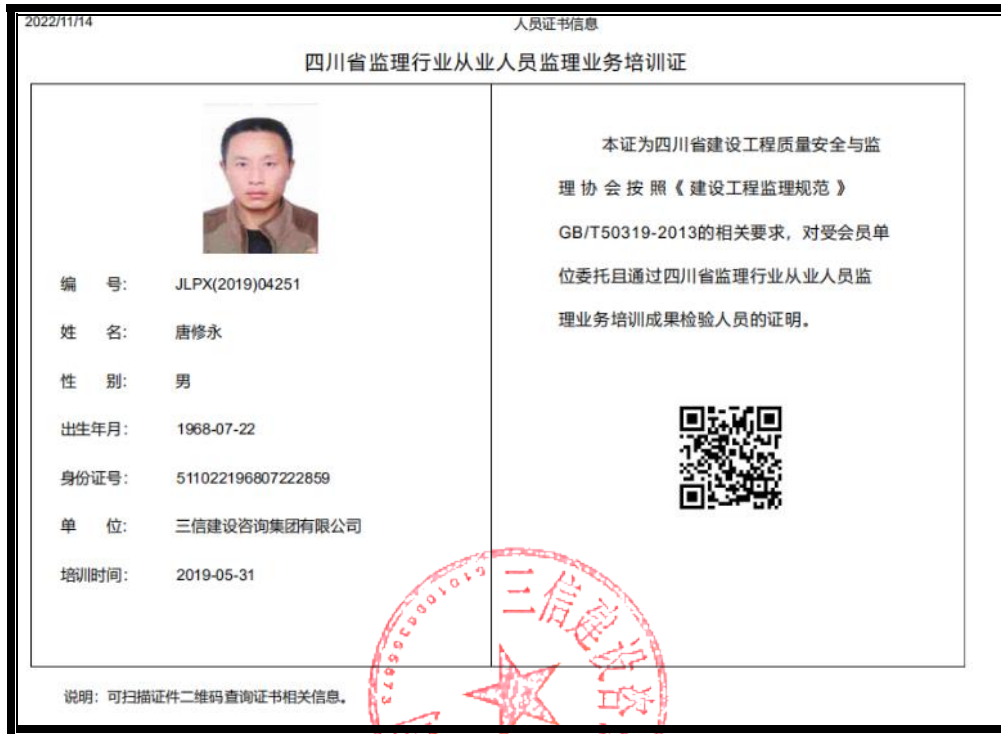 2022/11/14
人员证书信息
四川省监理行业从业人员监理业务培训证
编 号: JLPX(2019)04251
姓 名: 唐修永
性 别: 男
出生年月: 1968-07-22
身份证号: 511022196807222859
单 位: 三信建设咨询集团有限公司
培训时间: 2019-05-31
本证为四川省建设工程质量安全与监
理协会按照《建设工程监理规范》
GB/T50319-2013的相关要求，对受会员单
位委托且通过四川省监理行业从业人员监
理业务培训成果检验人员的证明。
三信建设咨
说明：可扫描证件二维码查询证书相关信息。